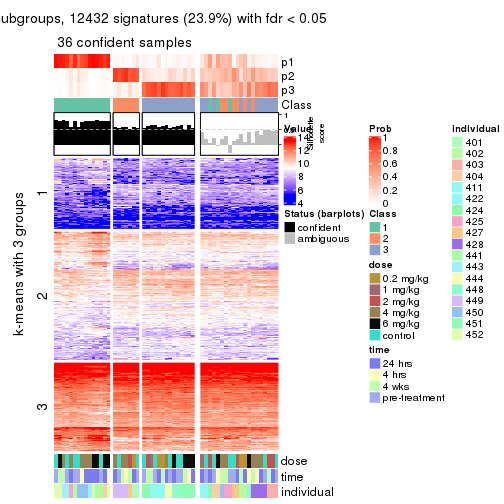 ubgroups, 12432 signatures (23.9%) with fdr < 0.05
36 confident samples
p1
p2
p3
Class
1
Silhouette
score
k-means with 3 groups
1
2
3
dose
time
individual
Value
14
12
10
8
6
4
Status (barplots)
confident
ambiguous
Prob
1
0.8
0.6
0.4
0.2
0
Class
1
2
3
dose
0.2 mg/kg
1 mg/kg
2 mg/kg
4 mg/kg
6 mg/kg
control
time
24 hrs
4 hrs
4 wks
pre-treatment
individual
401
402
403
404
411
422
424
425
427
428
441
443
444
448
449
450
451
452